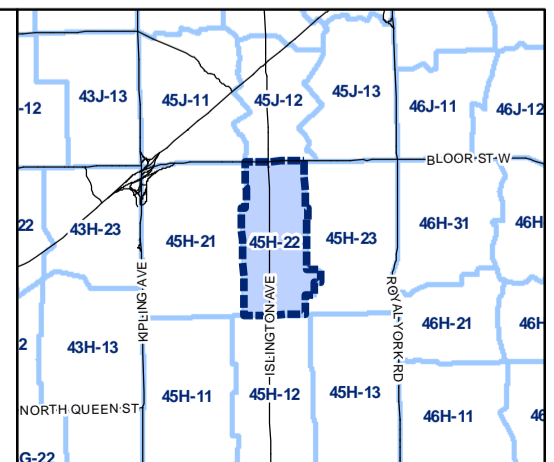 43J-13
45J-11
45J-12
45J-13
46J-11
46J-12
-12
BLOOR ST W
22
43H-23
45H-21
45H-22
45H-23
46H-31
46H
KIPLING AVE
ISLINGTON AVE
ROYAL YORK RD
2
43H-13
46H-21
46H
NORTH QUEEN ST
45H-11
45H-12
45H-13
46H-11
46
G-22